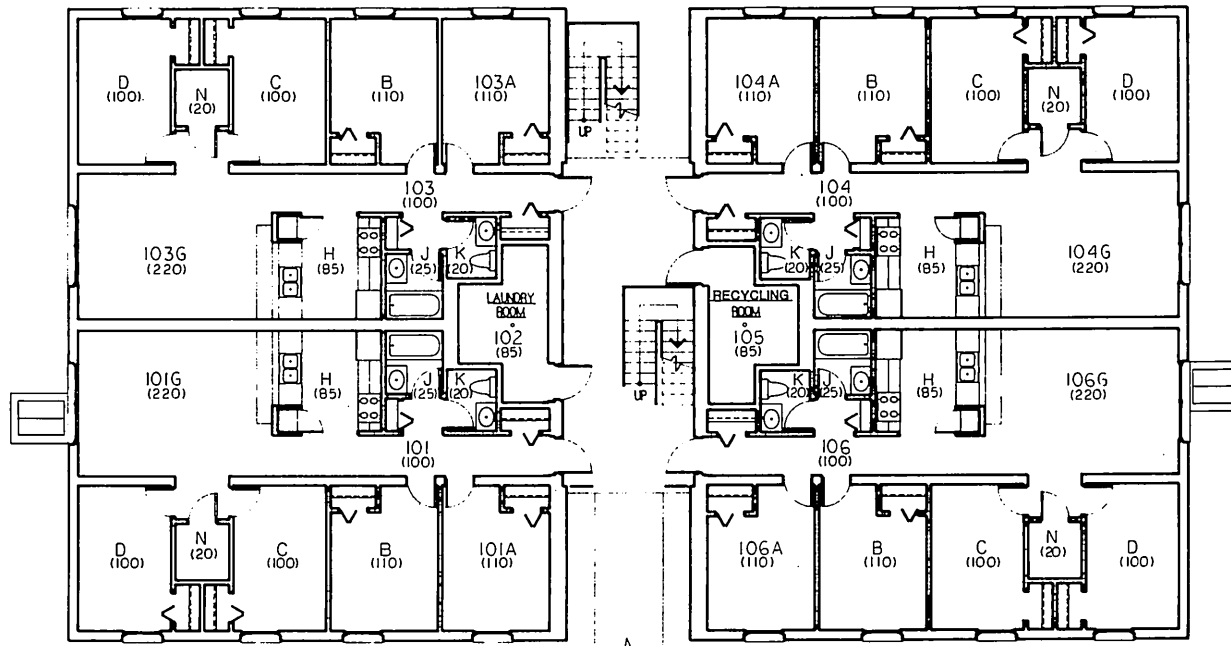 D
(100)
N
(20)
C
(100)
B
(110)
103A
(110)
UP
104A
(110)
B
(110)
C
(100)
N
(20)
D
(100)
103
(100)
104
(100)
103G
(220)
H
(85)
J
(25)
K
(20)
K
(20)
J
(25)
H
(85)
104G
(220)
LAUNDRY
ROOM
102
(85)
RECYCLING
ROOM
105
(85)
101G
(220)
H
(85)
J
(25)
K
(20)
UP
K
(20)
J
(25)
H
(85)
106G
(220)
101
(100)
106
(100)
D
(100)
N
(20)
C
(100)
B
(110)
101A
(110)
106A
(110)
B
(110)
C
(100)
N
(20)
D
(100)